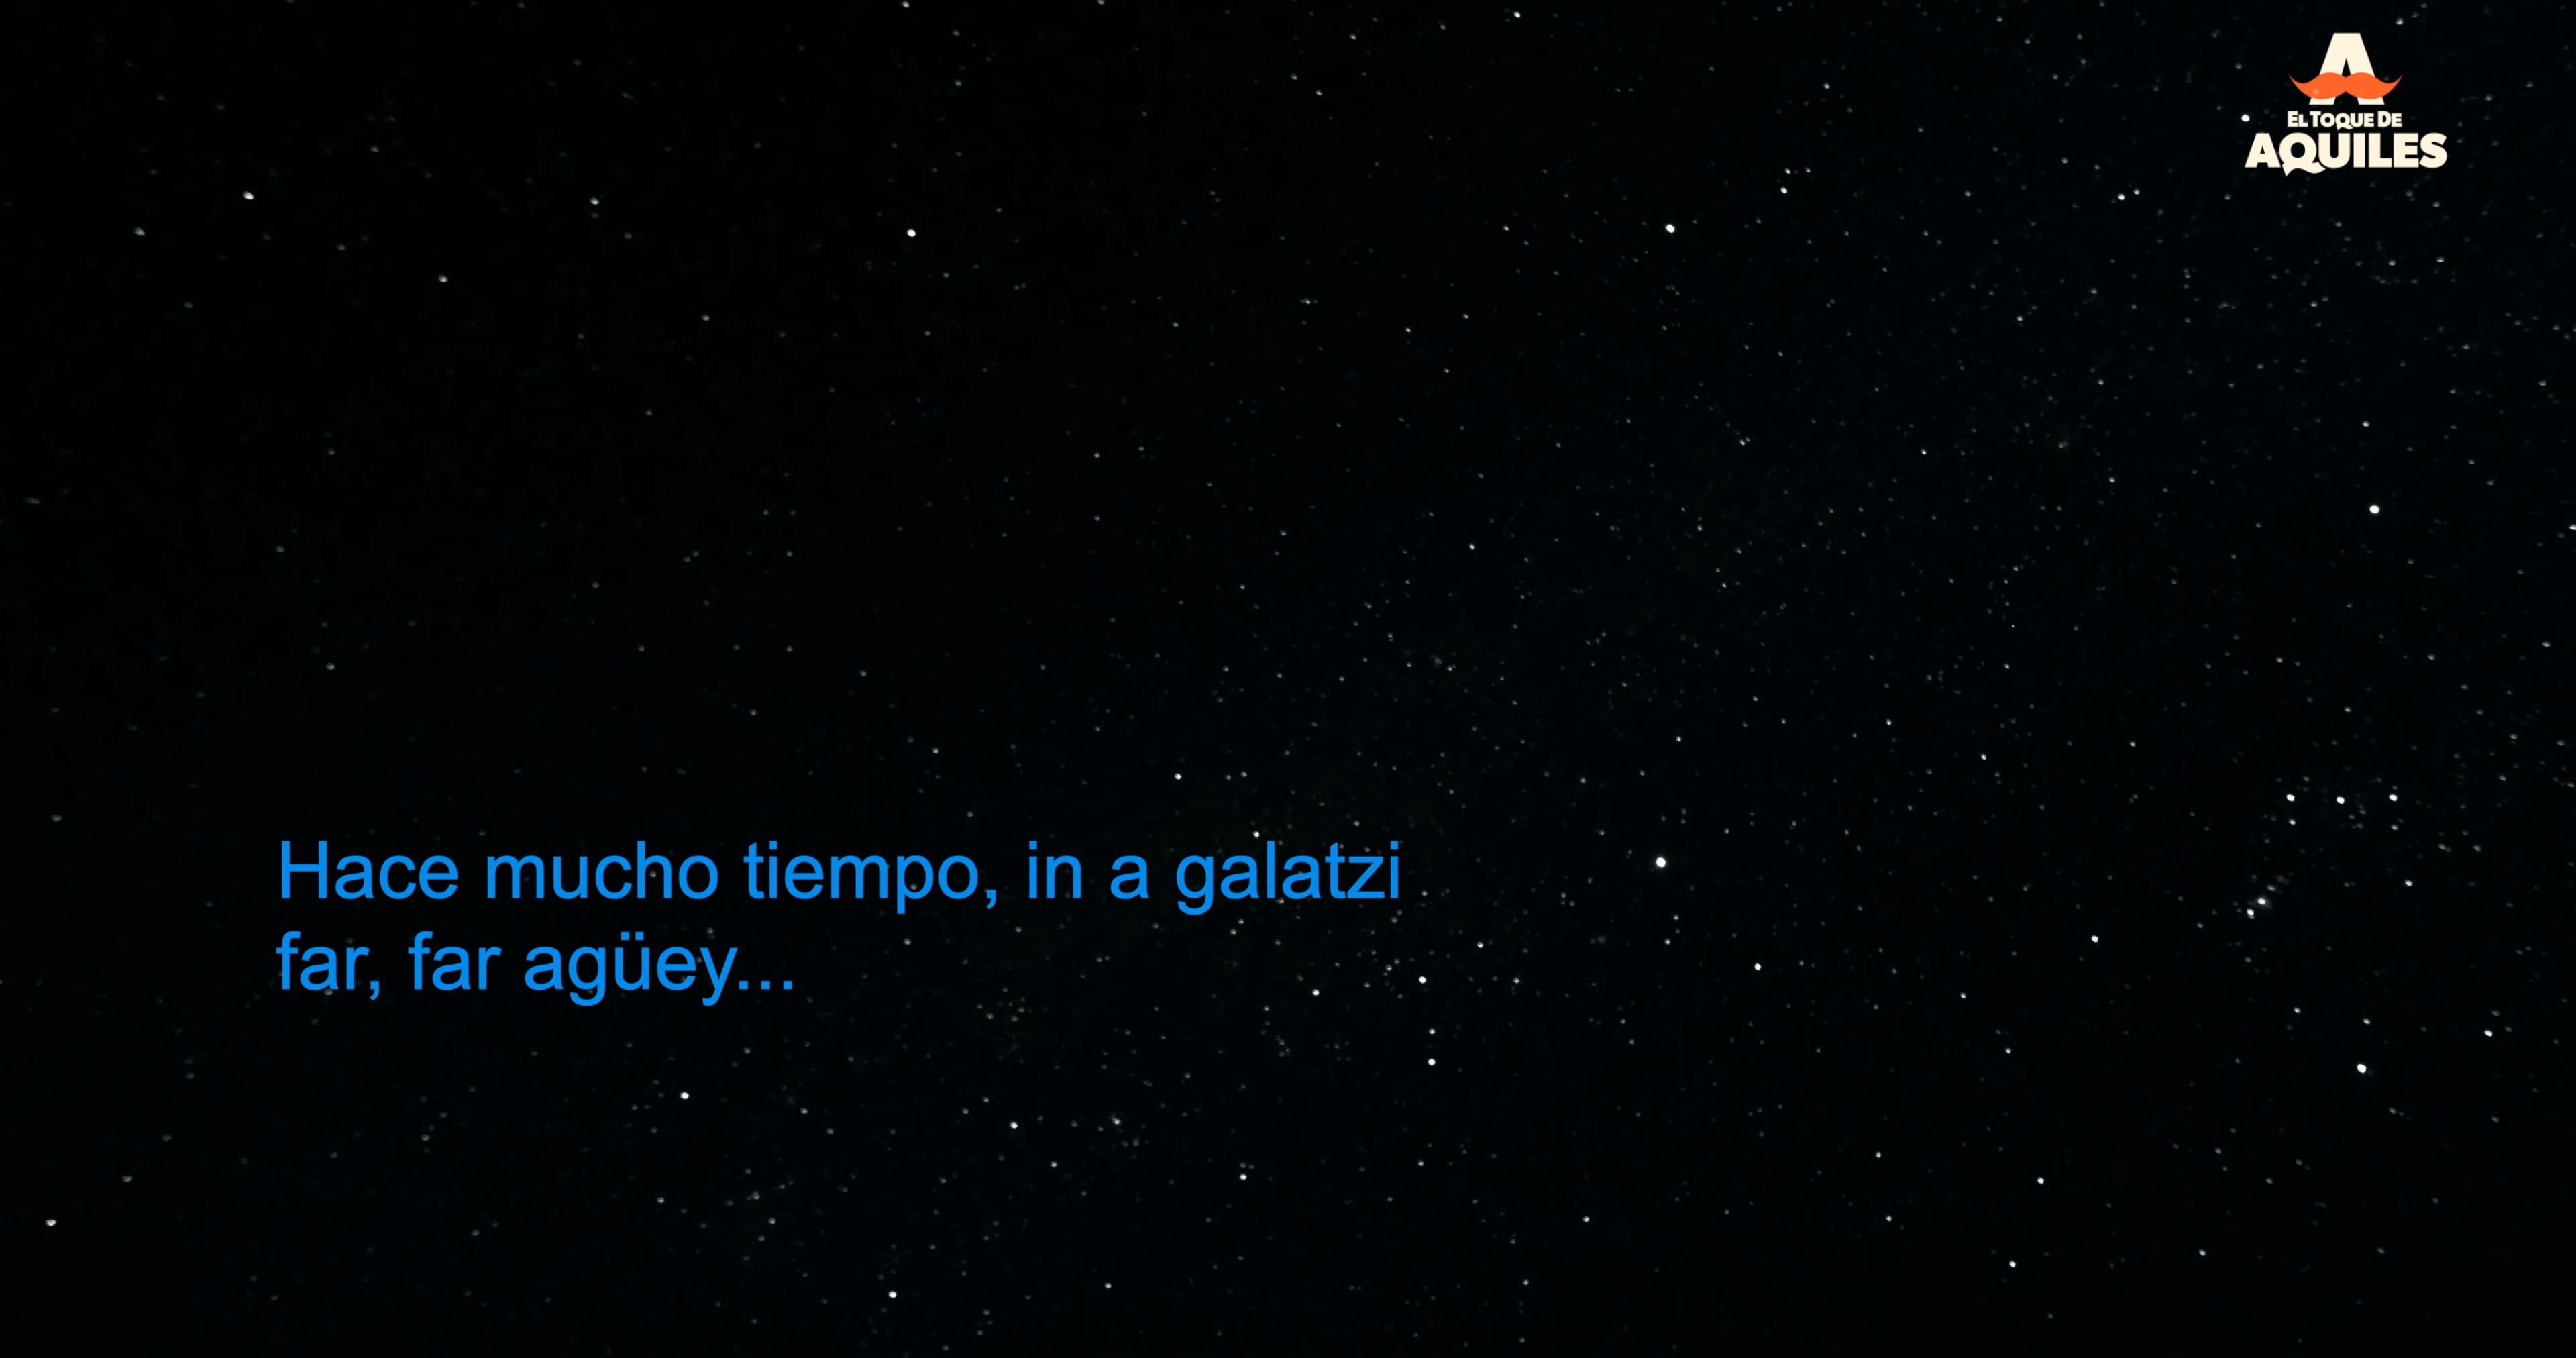 A
EL TOQUE DE
AQUILES
Hace mucho tiempo, in a galatzi
far, far agüey...